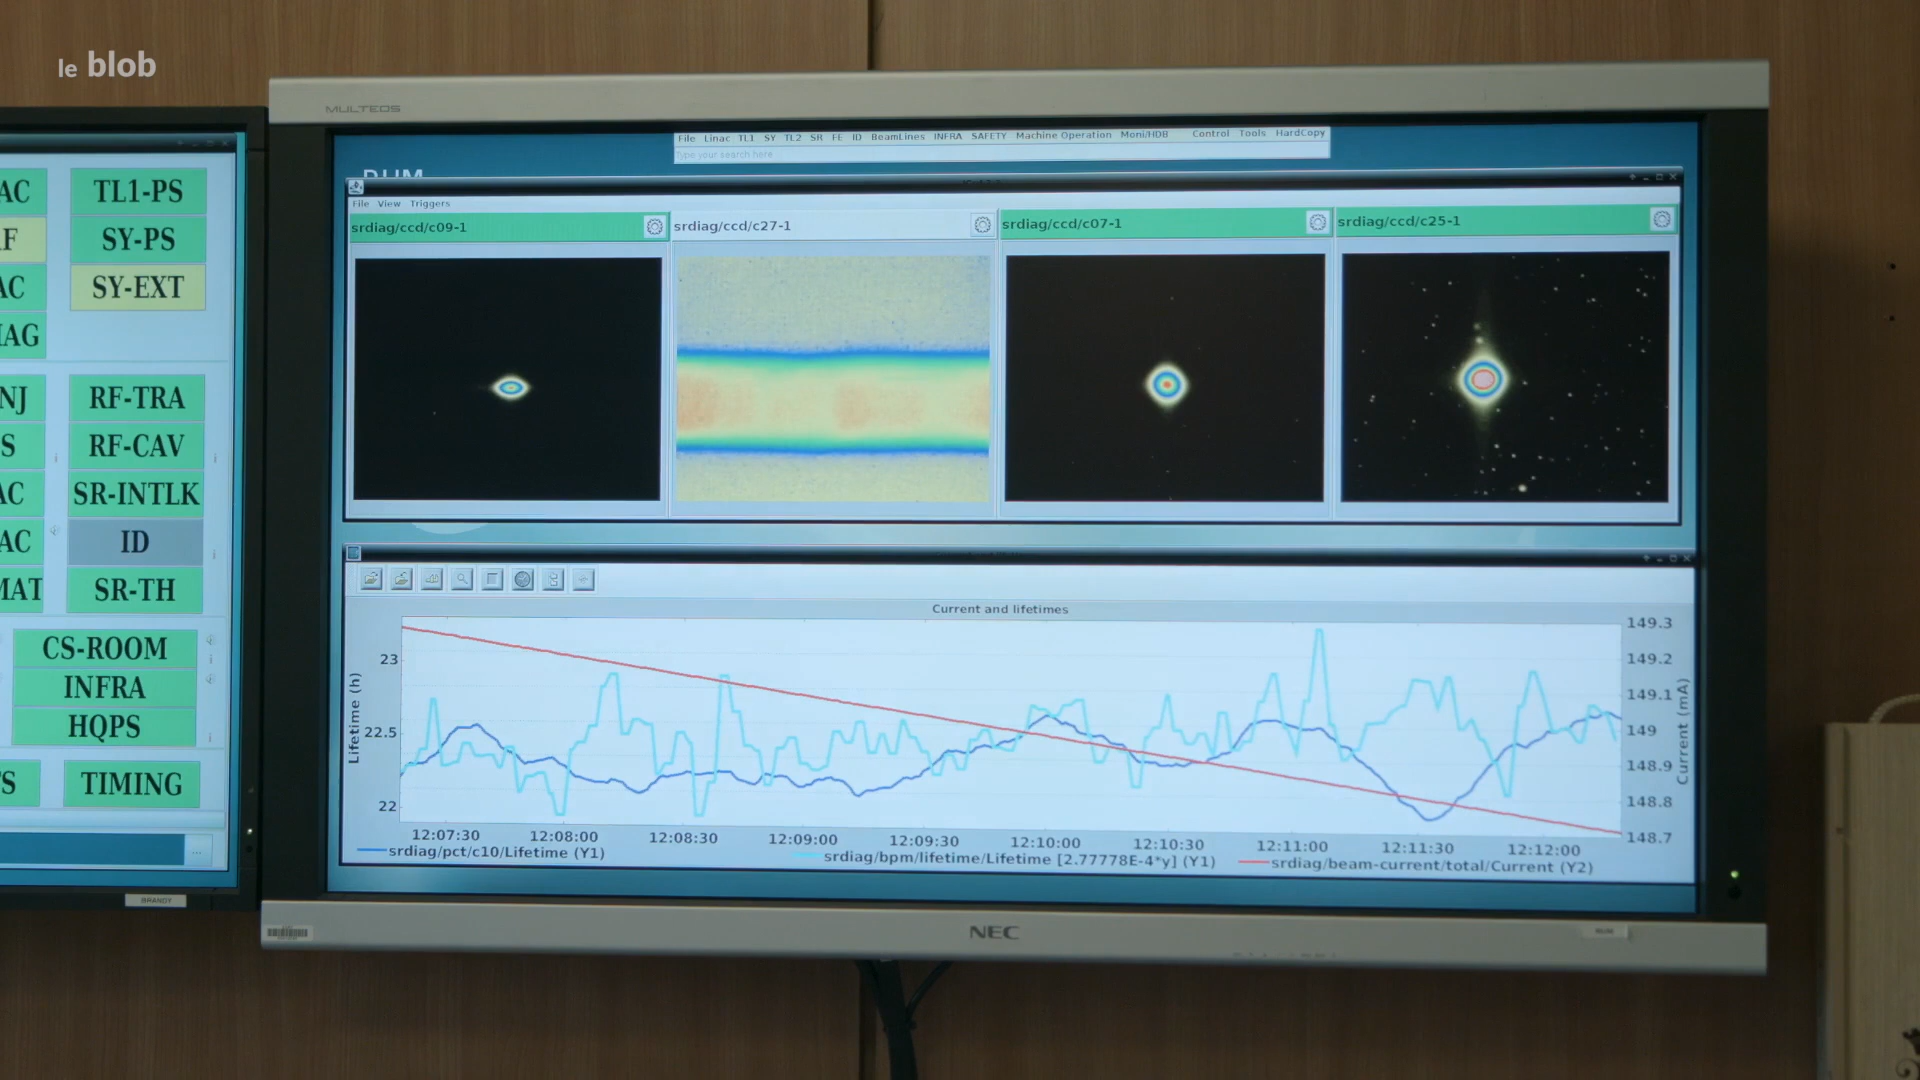 le blob
MULTEOS
AC
TL1-PS
F
SY-PS
AC
SY-EXT
IAG
NJ
RF-TRA
S
RF-CAV
AC
SR-INTLK
AC
ID
MAT
SR-TH
CS-ROOM
INFRA
HQPS
S
TIMING
...
BRANDT
File Linac TL1 SY TL2 SR FE ID BeamLines INFRA SAFETY Machine Operation Moni/HDB Control Tools HardCopy
Type your search here
File View Triggers
srdiag/ccd/c09-1
srdiag/ccd/c27-1
srdiag/ccd/c07-1
srdiag/ccd/c25-1
Current and lifetimes
Lifetime (h)
23
22.5
22
149.3
149.2
149.1
149
148.9
148.8
148.7
Current (mA)
12:07:30 12:08:00 12:08:30 12:09:00 12:09:30 12:10:00 12:10:30 12:11:00 12:11:30 12:12:00
srdiag/pct/c10/Lifetime (Y1)
srdiag/bpm/lifetime/Lifetime [2.77778E-4*y] (Y1)
srdiag/beam-current/total/Current (Y2)
NEC